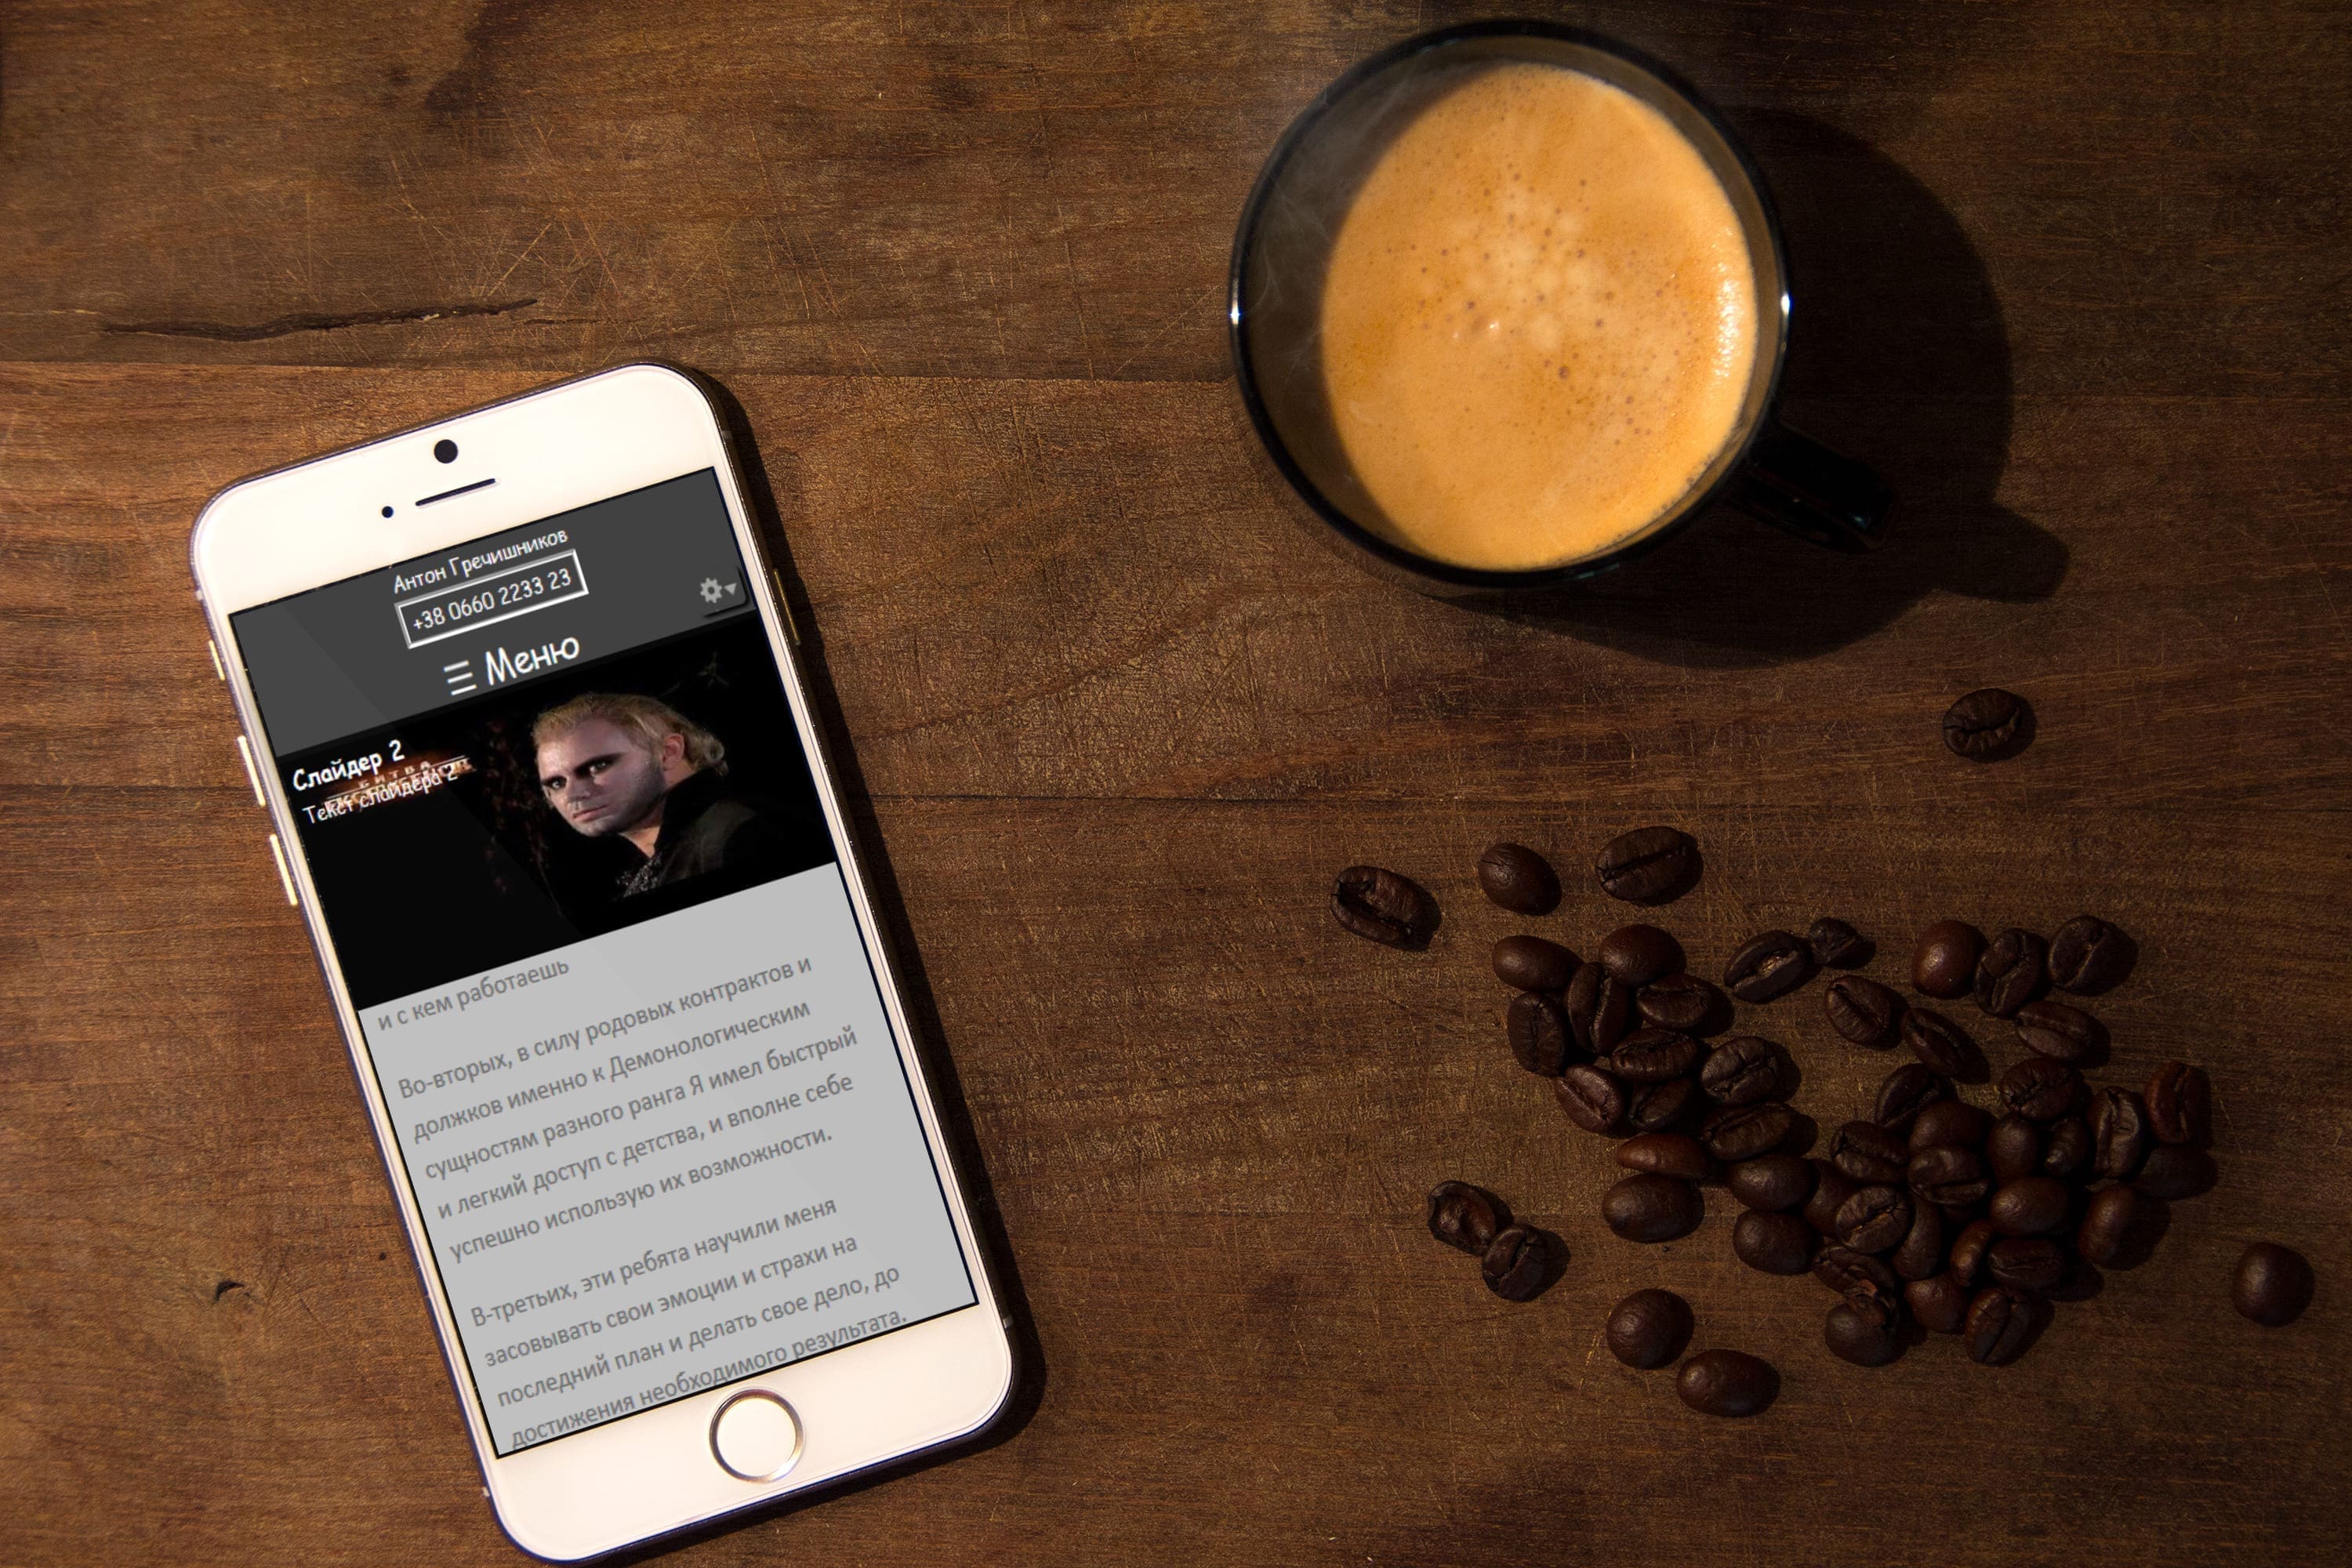 Антон Гречишников
+38 0660 2233 23
☰ Меню
Слайдер 2
БИТВА
ЭКСТРАСЕНСОВ
Текст слайдера 2
и с кем работаешь
Во-вторых, в силу родовых контрактов и
должков именно к Демонологическим
сущностям разного ранга Я имел быстрый
и легкий доступ с детства, и вполне себе
успешно использую их возможности.
В-третьих, эти ребята научили меня
засовывать свои эмоции и страхи на
последний план и делать свое дело, до
достижения необходимого результата.